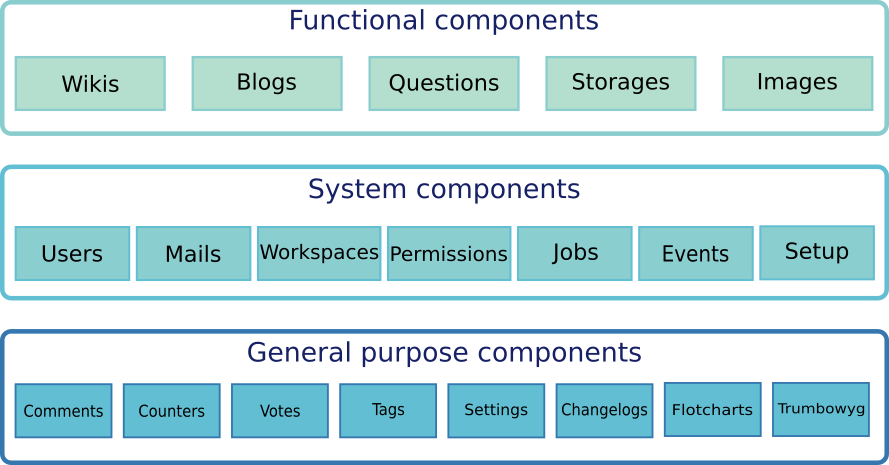 Functional components
Wikis
Blogs
Questions
Storages
Images
System components
Users
Mails
Workspaces
Permissions
Jobs
Events
Setup
General purpose components
Comments
Counters
Votes
Tags
Settings
Changelogs
Flotcharts
Trumbowyg